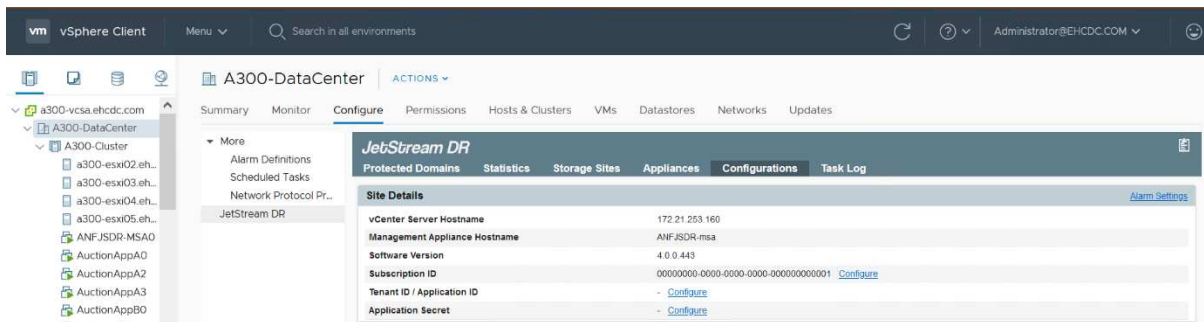 vm vSphere Client Menu Search in all environments Administrator@EHCDC.COM
A300-DataCenter ACTIONS
a300-vcsa.ehcdc.com
A300-DataCenter
A300-Cluster
a300-esxi02.eh...
a300-esxi03.eh...
a300-esxi04.eh...
a300-esxi05.eh...
ANFJSDR-MSA0
AuctionAppA0
AuctionAppA2
AuctionAppA3
AuctionAppB0
Summary Monitor Configure Permissions Hosts & Clusters VMs Datastores Networks Updates
More
Alarm Definitions
Scheduled Tasks
Network Protocol Pr...
JetStream DR
JetStream DR
Protected Domains Statistics Storage Sites Appliances Configurations Task Log
Site Details Alarm Settings
vCenter Server Hostname 172.21.253.160
Management Appliance Hostname ANFJSDR-msa
Software Version 4.0.0.443
Subscription ID 00000000-0000-0000-0000-000000000001 Configure
Tenant ID / Application ID - Configure
Application Secret - Configure